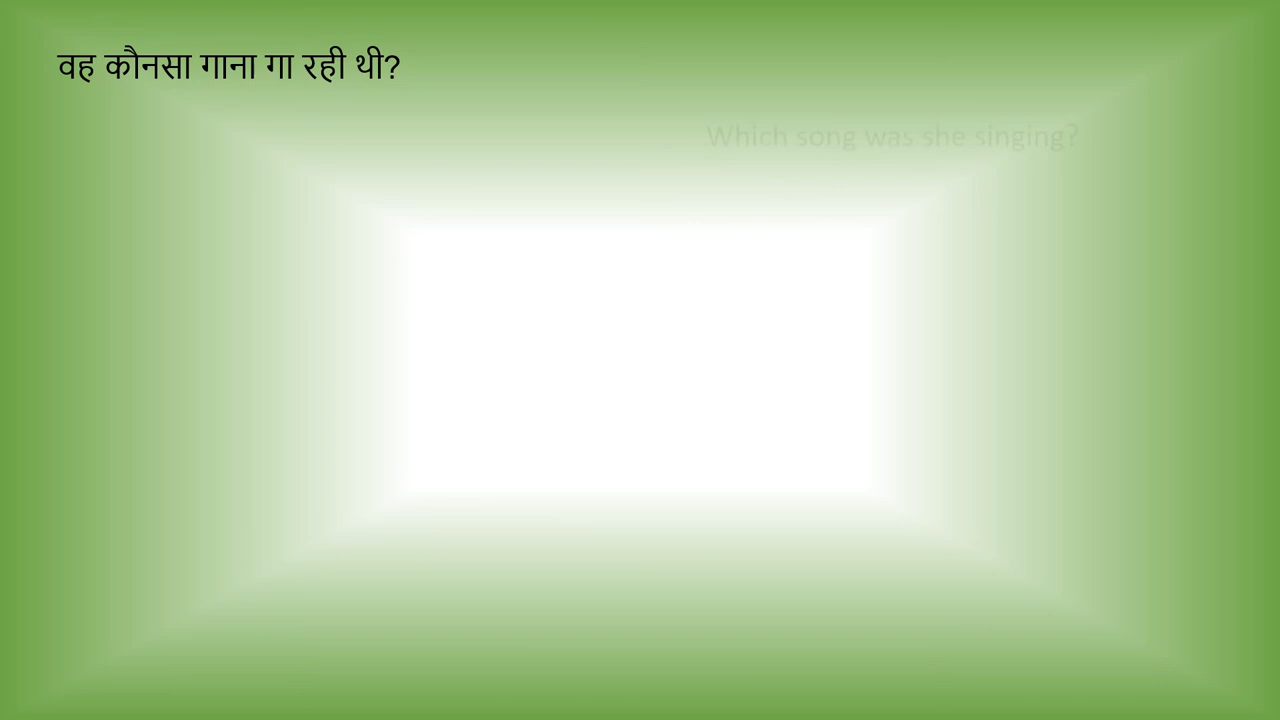 वह कौनसा गाना गा रही थी?
Which song was she singing?